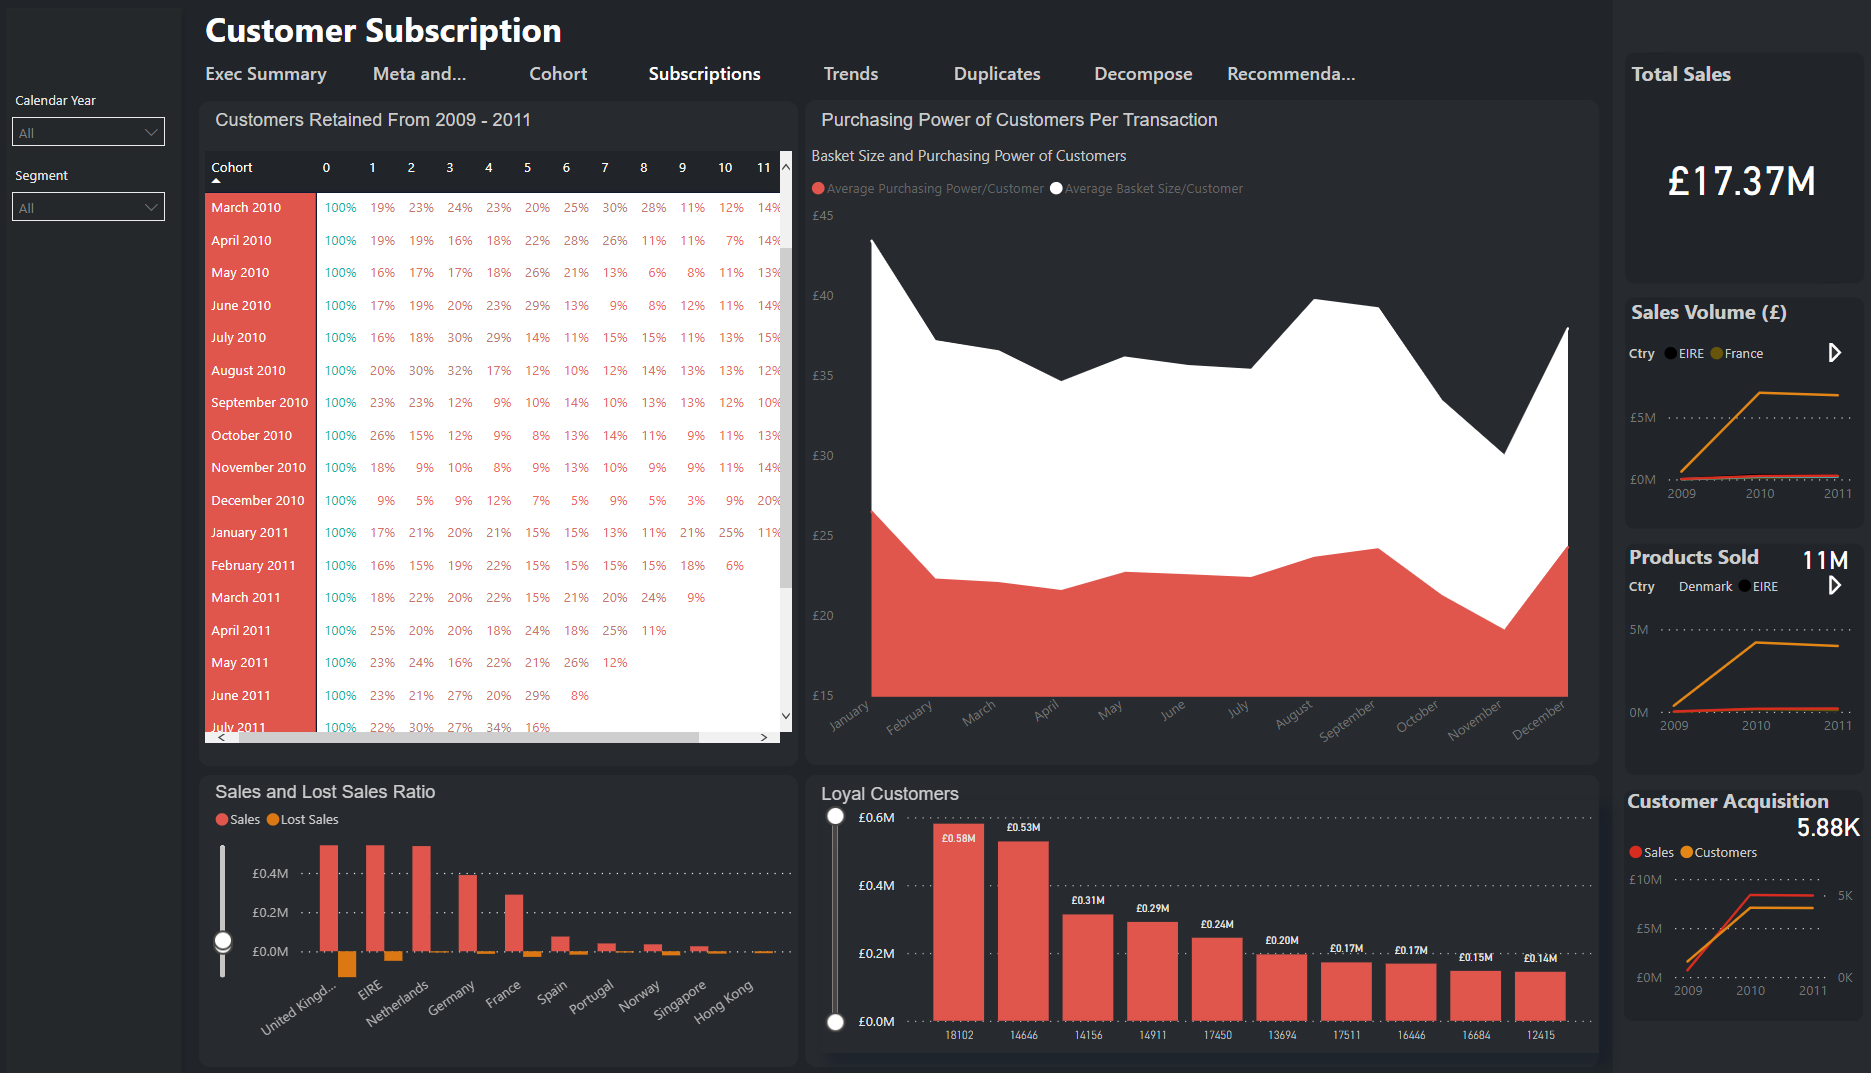 Customer Subscription
Exec Summary Meta and... Cohort Subscriptions Trends Duplicates Decompose Recommenda...
Calendar Year
All
Segment
All
Customers Retained From 2009 - 2011
Cohort 0 1 2 3 4 5 6 7 8 9 10 11
March 2010 100% 19% 23% 24% 23% 20% 25% 30% 28% 11% 12% 14%
April 2010 100% 19% 19% 16% 18% 22% 28% 26% 11% 11% 7% 14%
May 2010 100% 16% 17% 17% 18% 26% 21% 13% 6% 8% 11% 13%
June 2010 100% 17% 19% 20% 23% 29% 13% 9% 8% 12% 11% 14%
July 2010 100% 16% 18% 30% 29% 14% 11% 15% 15% 11% 13% 15%
August 2010 100% 20% 30% 32% 17% 12% 10% 12% 14% 13% 13% 12%
September 2010 100% 23% 23% 12% 9% 10% 14% 10% 13% 13% 12% 10%
October 2010 100% 26% 15% 12% 9% 8% 13% 14% 11% 9% 11% 13%
November 2010 100% 18% 9% 10% 8% 9% 13% 10% 9% 9% 11% 14%
December 2010 100% 9% 5% 9% 12% 7% 5% 9% 5% 3% 9% 20%
January 2011 100% 17% 21% 20% 21% 15% 15% 13% 11% 21% 25% 11%
February 2011 100% 16% 15% 19% 22% 15% 15% 15% 15% 18% 6%
March 2011 100% 18% 22% 20% 22% 15% 21% 20% 24% 9%
April 2011 100% 25% 20% 20% 18% 24% 18% 25% 11%
May 2011 100% 23% 24% 16% 22% 21% 26% 12%
June 2011 100% 23% 21% 27% 20% 29% 8%
July 2011 100% 22% 30% 27% 34% 16%
Purchasing Power of Customers Per Transaction
Basket Size and Purchasing Power of Customers
Average Purchasing Power/Customer Average Basket Size/Customer
£45
£40
£35
£30
£25
£20
£15
January February March April May June July August September October November December
Sales and Lost Sales Ratio
Sales Lost Sales
£0.4M
£0.2M
£0.0M
United Kingd... EIRE Netherlands Germany France Spain Portugal Norway Singapore Hong Kong
Loyal Customers
£0.6M
£0.4M
£0.2M
£0.0M
£0.58M £0.53M £0.31M £0.29M £0.24M £0.20M £0.17M £0.17M £0.15M £0.14M
18102 14646 14156 14911 17450 13694 17511 16446 16684 12415
Total Sales
£17.37M
Sales Volume (£)
Ctry EIRE France
£5M
£0M
2009 2010 2011
Products Sold 11M
Ctry Denmark EIRE
5M
0M
2009 2010 2011
Customer Acquisition
5.88K
Sales Customers
£10M
5K
£5M
£0M 0K
2009 2010 2011